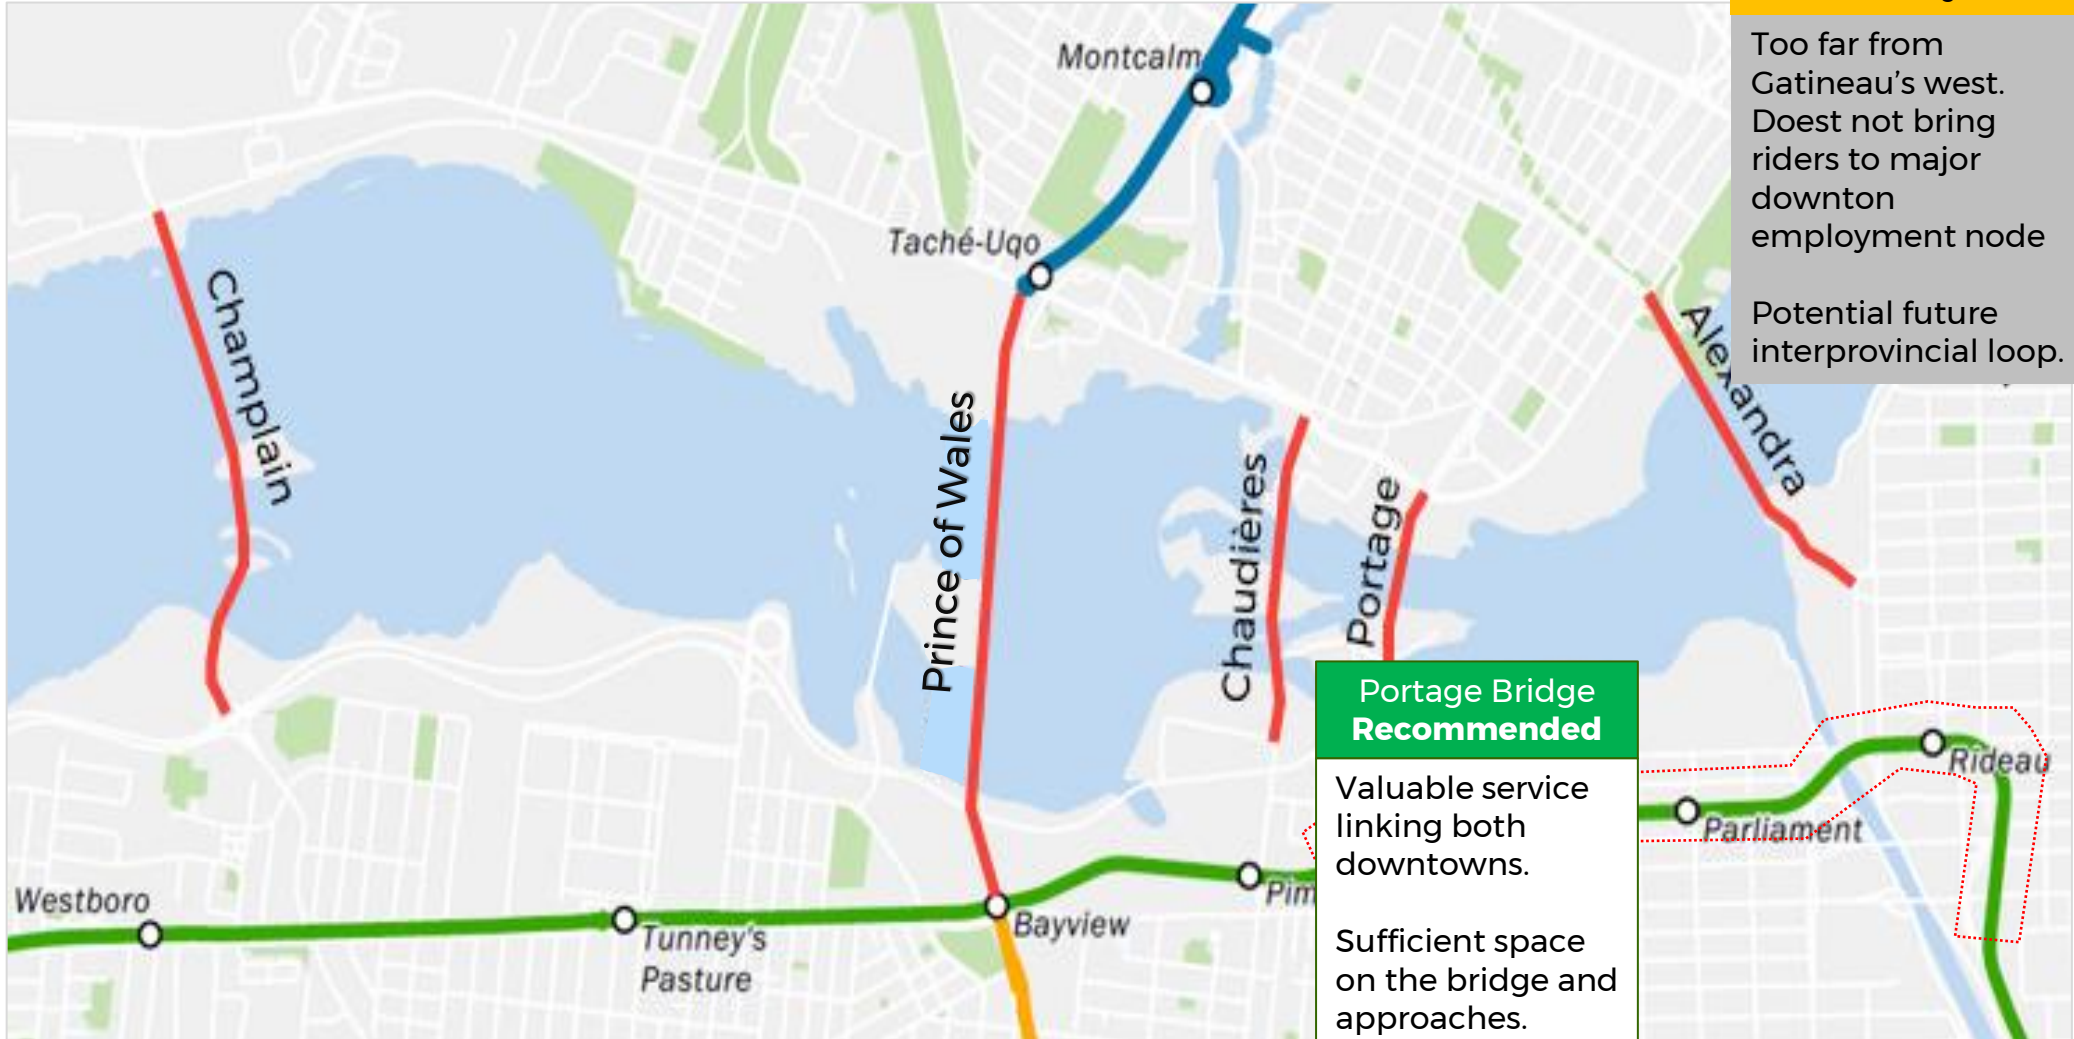 Montcalm
Too far from
Gatineau's west.
Doest not bring
riders to major
downton
employment node
Potential future
interprovincial loop.
Taché-Uqo
Champlain
Alexandra
Prince of Wales
Chaudières
Portage
Portage Bridge
Recommended
Valuable service
linking both
downtowns.
Sufficient space
on the bridge and
approaches.
Rideau
Parliament
Pim
Westboro
Tunney's
Pasture
Bayview